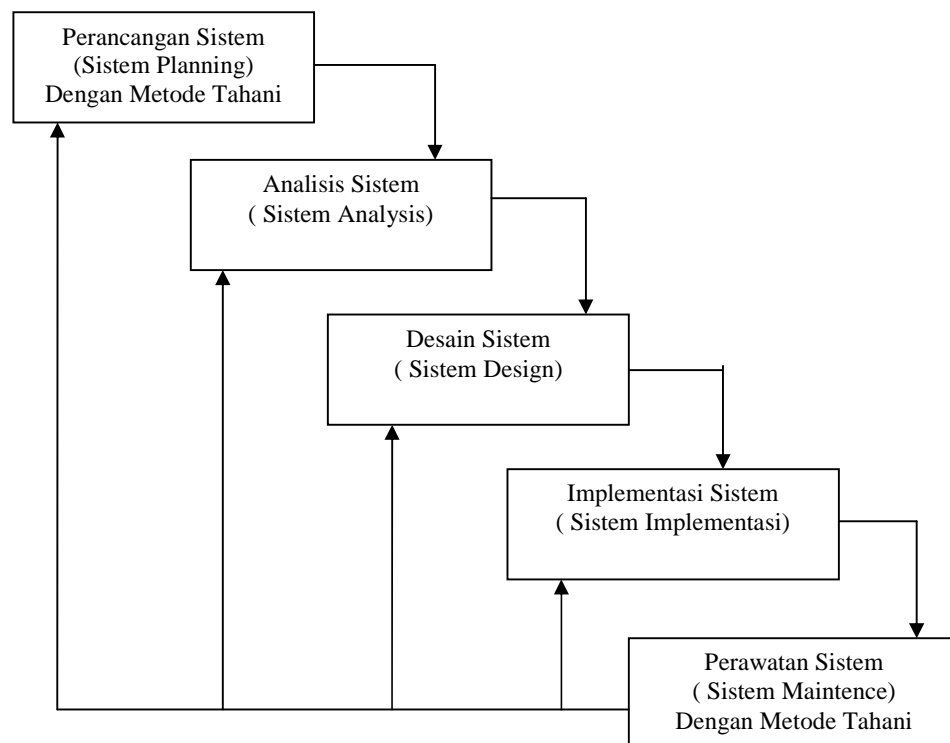 Perancangan Sistem
(Sistem Planning)
Dengan Metode Tahani
Analisis Sistem
( Sistem Analysis)
Desain Sistem
( Sistem Design)
Implementasi Sistem
( Sistem Implementasi)
Perawatan Sistem
( Sistem Maintence)
Dengan Metode Tahani